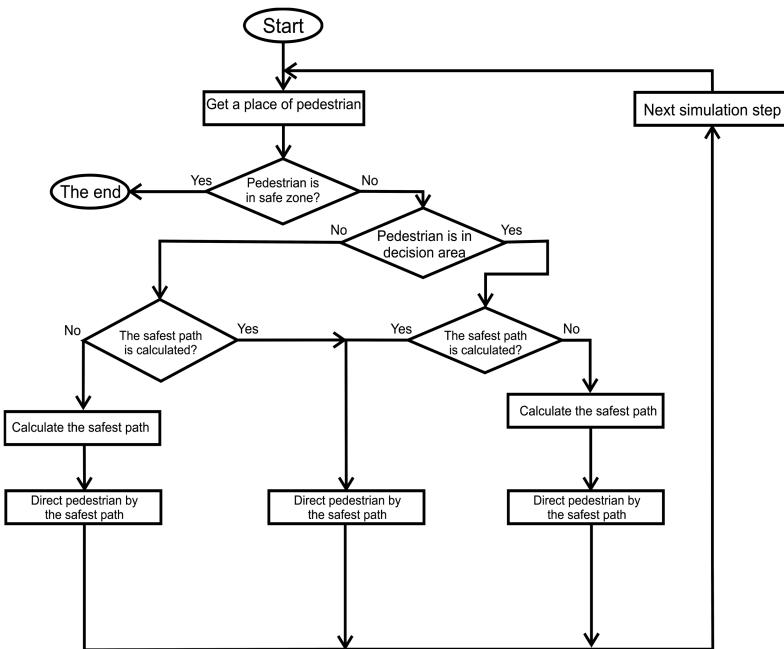 Start
Get a place of pedestrian
Next simulation step
The end
Yes
Pedestrian is
in safe zone?
No
No
Pedestrian is in
decision area
Yes
No
The safest path
is calculated?
Yes
Yes
The safest path
is calculated?
No
Calculate the safest path
Calculate the safest path
Direct pedestrian by
the safest path
Direct pedestrian by
the safest path
Direct pedestrian by
the safest path